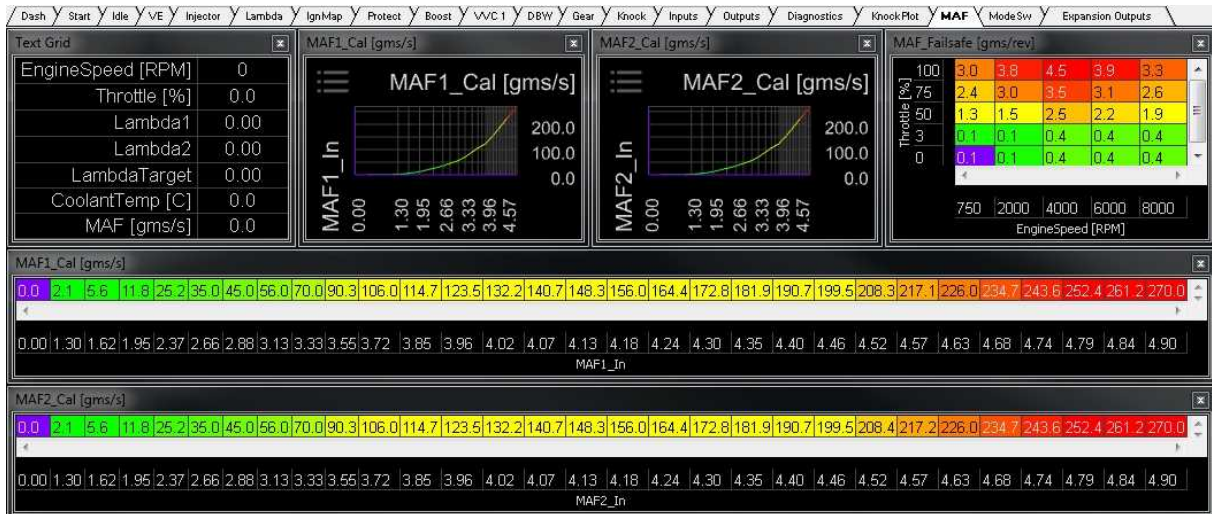 Dash Start Idle VE Injector Lambda IgnMap Protect Boost VVC1 DBW Gear Knock Inputs Outputs Diagnostics KnockPlot MAF ModeSw Expansion Outputs
Text Grid
EngineSpeed [RPM] 0
Throttle [%] 0.0
Lambda1 0.00
Lambda2 0.00
LambdaTarget 0.00
CoolantTemp [C] 0.0
MAF [gms/s] 0.0
MAF1_Cal [gms/s]
MAF1_Cal [gms/s]
200.0
100.0
0.0
MAF1_In
0.00 1.30 1.95 2.66 3.33 3.96 4.57
MAF2_Cal [gms/s]
MAF2_Cal [gms/s]
200.0
100.0
0.0
MAF2_In
0.00 1.30 1.95 2.66 3.33 3.96 4.57
MAF_Failsafe [gms/rev]
Throttle [%]
100 3.0 3.8 4.5 3.9 3.3
75 2.4 3.0 3.5 3.1 2.6
50 1.3 1.5 2.5 2.2 1.9
3 0.1 0.1 0.4 0.4 0.4
0 0.1 0.1 0.4 0.4 0.4
750 2000 4000 6000 8000
EngineSpeed [RPM]
MAF1_Cal [gms/s]
0.0 2.1 5.6 11.8 25.2 35.0 45.0 56.0 70.0 90.3 106.0 114.7 123.5 132.2 140.7 148.3 156.0 164.4 172.8 181.9 190.7 199.5 208.3 217.1 226.0 234.7 243.6 252.4 261.2 270.0
0.00 1.30 1.62 1.95 2.37 2.66 2.88 3.13 3.33 3.55 3.72 3.85 3.96 4.02 4.07 4.13 4.18 4.24 4.30 4.35 4.40 4.46 4.52 4.57 4.63 4.68 4.74 4.79 4.84 4.90
MAF1_In
MAF2_Cal [gms/s]
0.0 2.1 5.6 11.8 25.2 35.0 45.0 56.0 70.0 90.3 106.0 114.7 123.5 132.2 140.7 148.3 156.0 164.4 172.8 181.9 190.7 199.5 208.4 217.2 226.0 234.7 243.6 252.4 261.2 270.0
0.00 1.30 1.62 1.95 2.37 2.66 2.88 3.13 3.33 3.55 3.72 3.85 3.96 4.02 4.07 4.13 4.18 4.24 4.30 4.35 4.40 4.46 4.52 4.57 4.63 4.68 4.74 4.79 4.84 4.90
MAF2_In